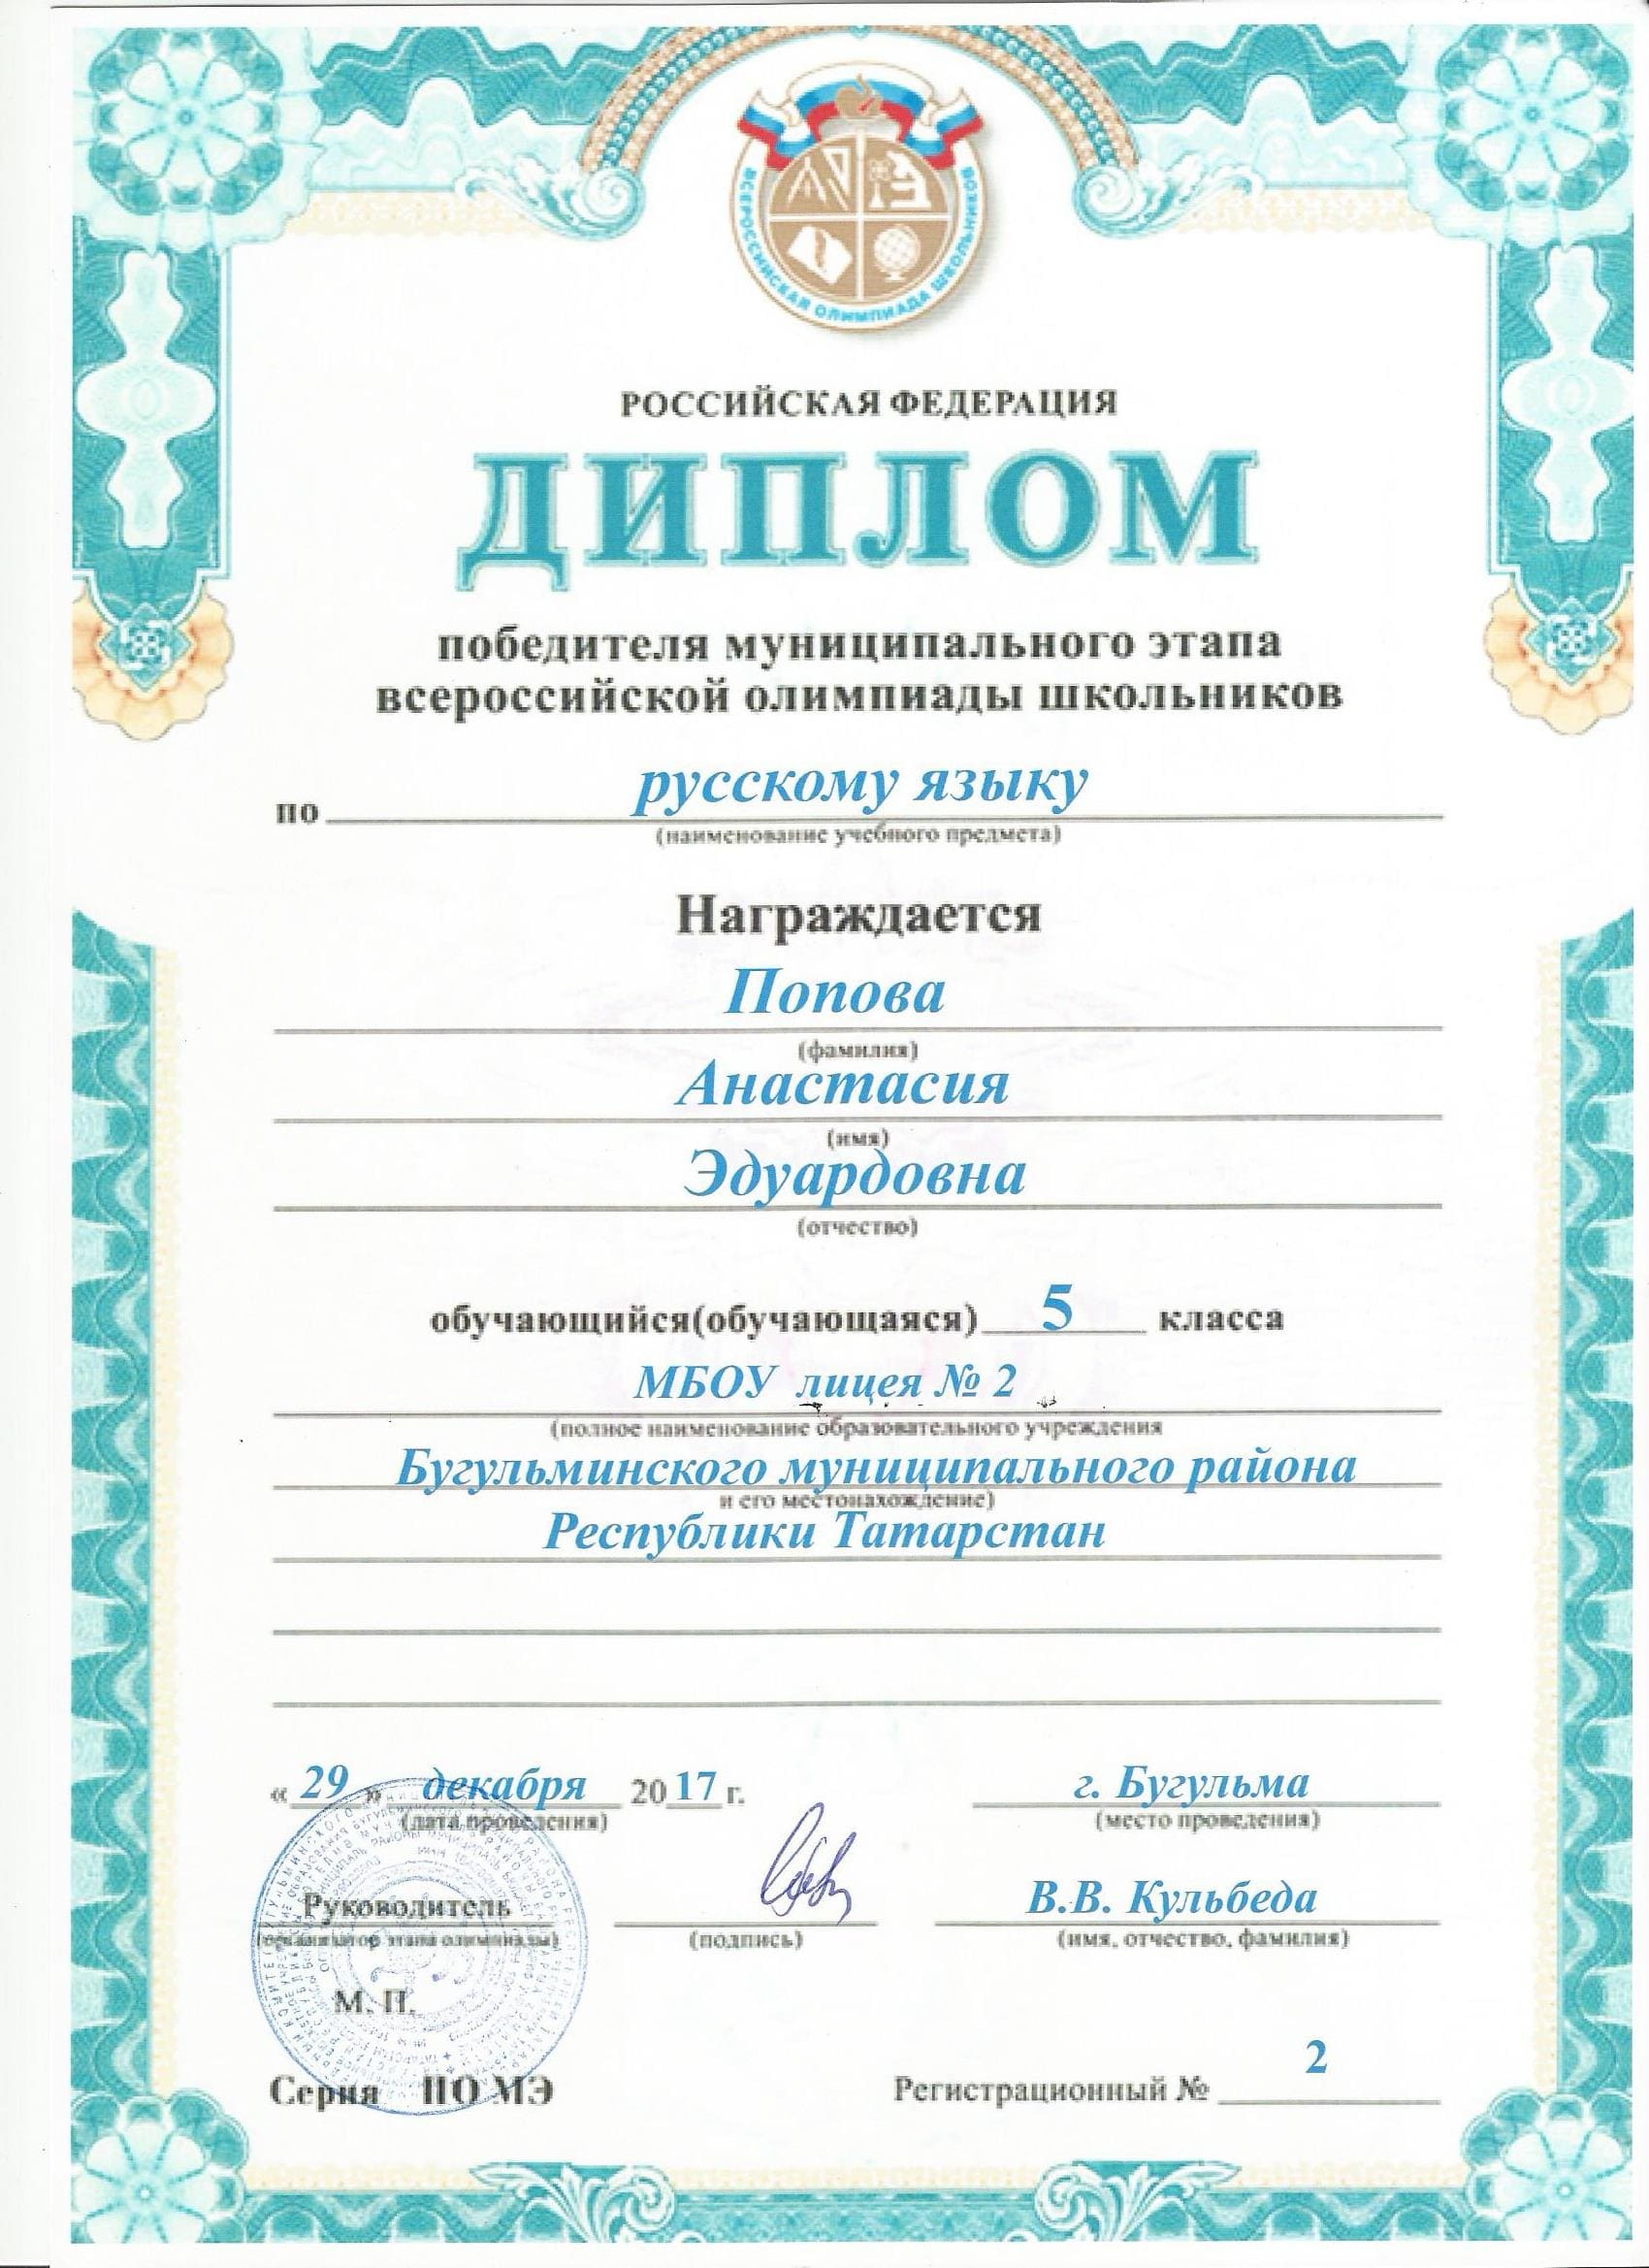 ВСЕРОССИЙСКАЯ ОЛИМПИАДА ШКОЛЬНИКОВ
РОССИЙСКАЯ ФЕДЕРАЦИЯ
ДИПЛОМ
победителя муниципального этапа
всероссийской олимпиады школьников
по русскому языку
(наименование учебного предмета)
Награждается
Попова
(фамилия)
Анастасия
(имя)
Эдуардовна
(отчество)
обучающийся(обучающаяся) 5 класса
МБОУ лицея № 2
(полное наименование образовательного учреждения
Бугульминского муниципального района
и его местонахождение)
Республики Татарстан
« 29 » декабря 2017 г. г. Бугульма
(дата проведения) (место проведения)
Руководитель В.В. Кульбеда
(организатор этапа олимпиады) (подпись) (имя, отчество, фамилия)
М. П.
2
Серия ПО МЭ Регистрационный №